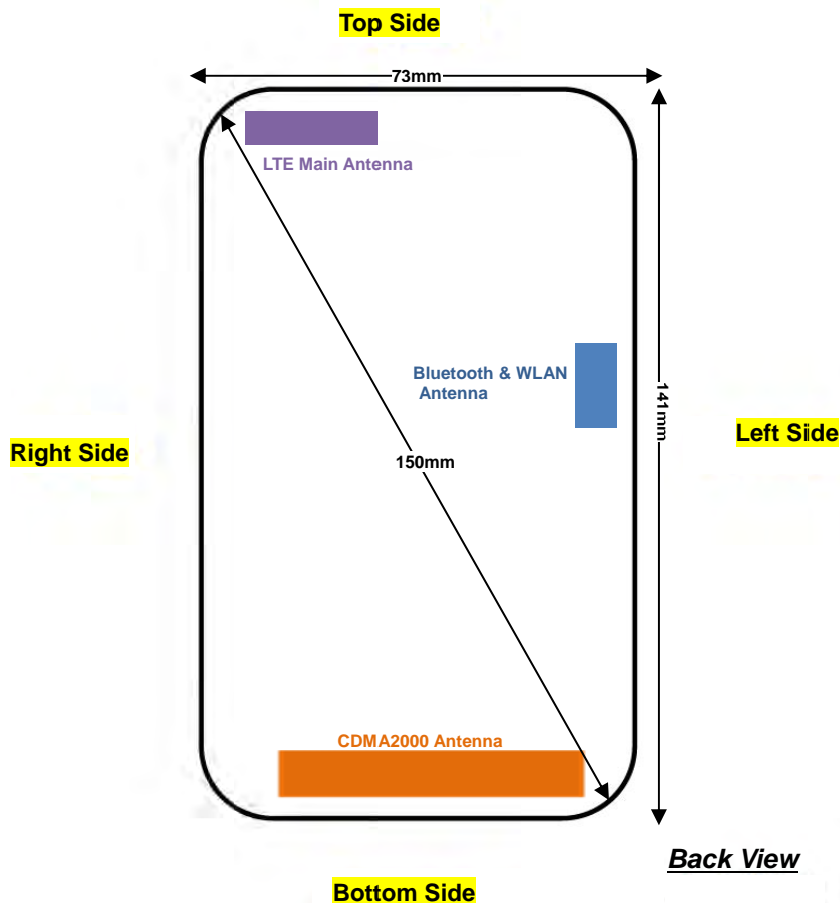 Top Side
73mm
LTE Main Antenna
Bluetooth & WLAN
Antenna
141mm
Left Side
Right Side
150mm
CDMA2000 Antenna
Back View
Bottom Side